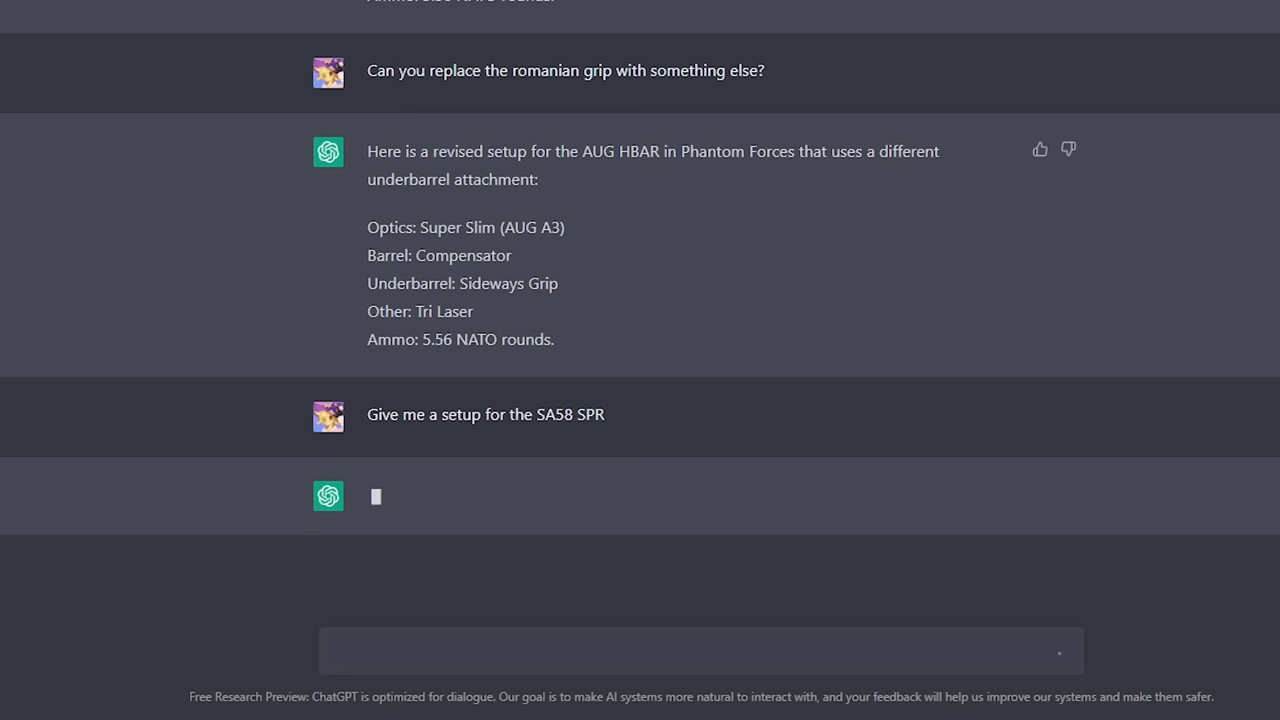 Can you replace the romanian grip with something else?
Here is a revised setup for the AUG HBAR in Phantom Forces that uses a different
underbarrel attachment:
Optics: Super Slim (AUG A3)
Barrel: Compensator
Underbarrel: Sideways Grip
Other: Tri Laser
Ammo: 5.56 NATO rounds.
Give me a setup for the SA58 SPR
Free Research Preview: ChatGPT is optimized for dialogue. Our goal is to make AI systems more natural to interact with, and your feedback will help us improve our systems and make them safer.